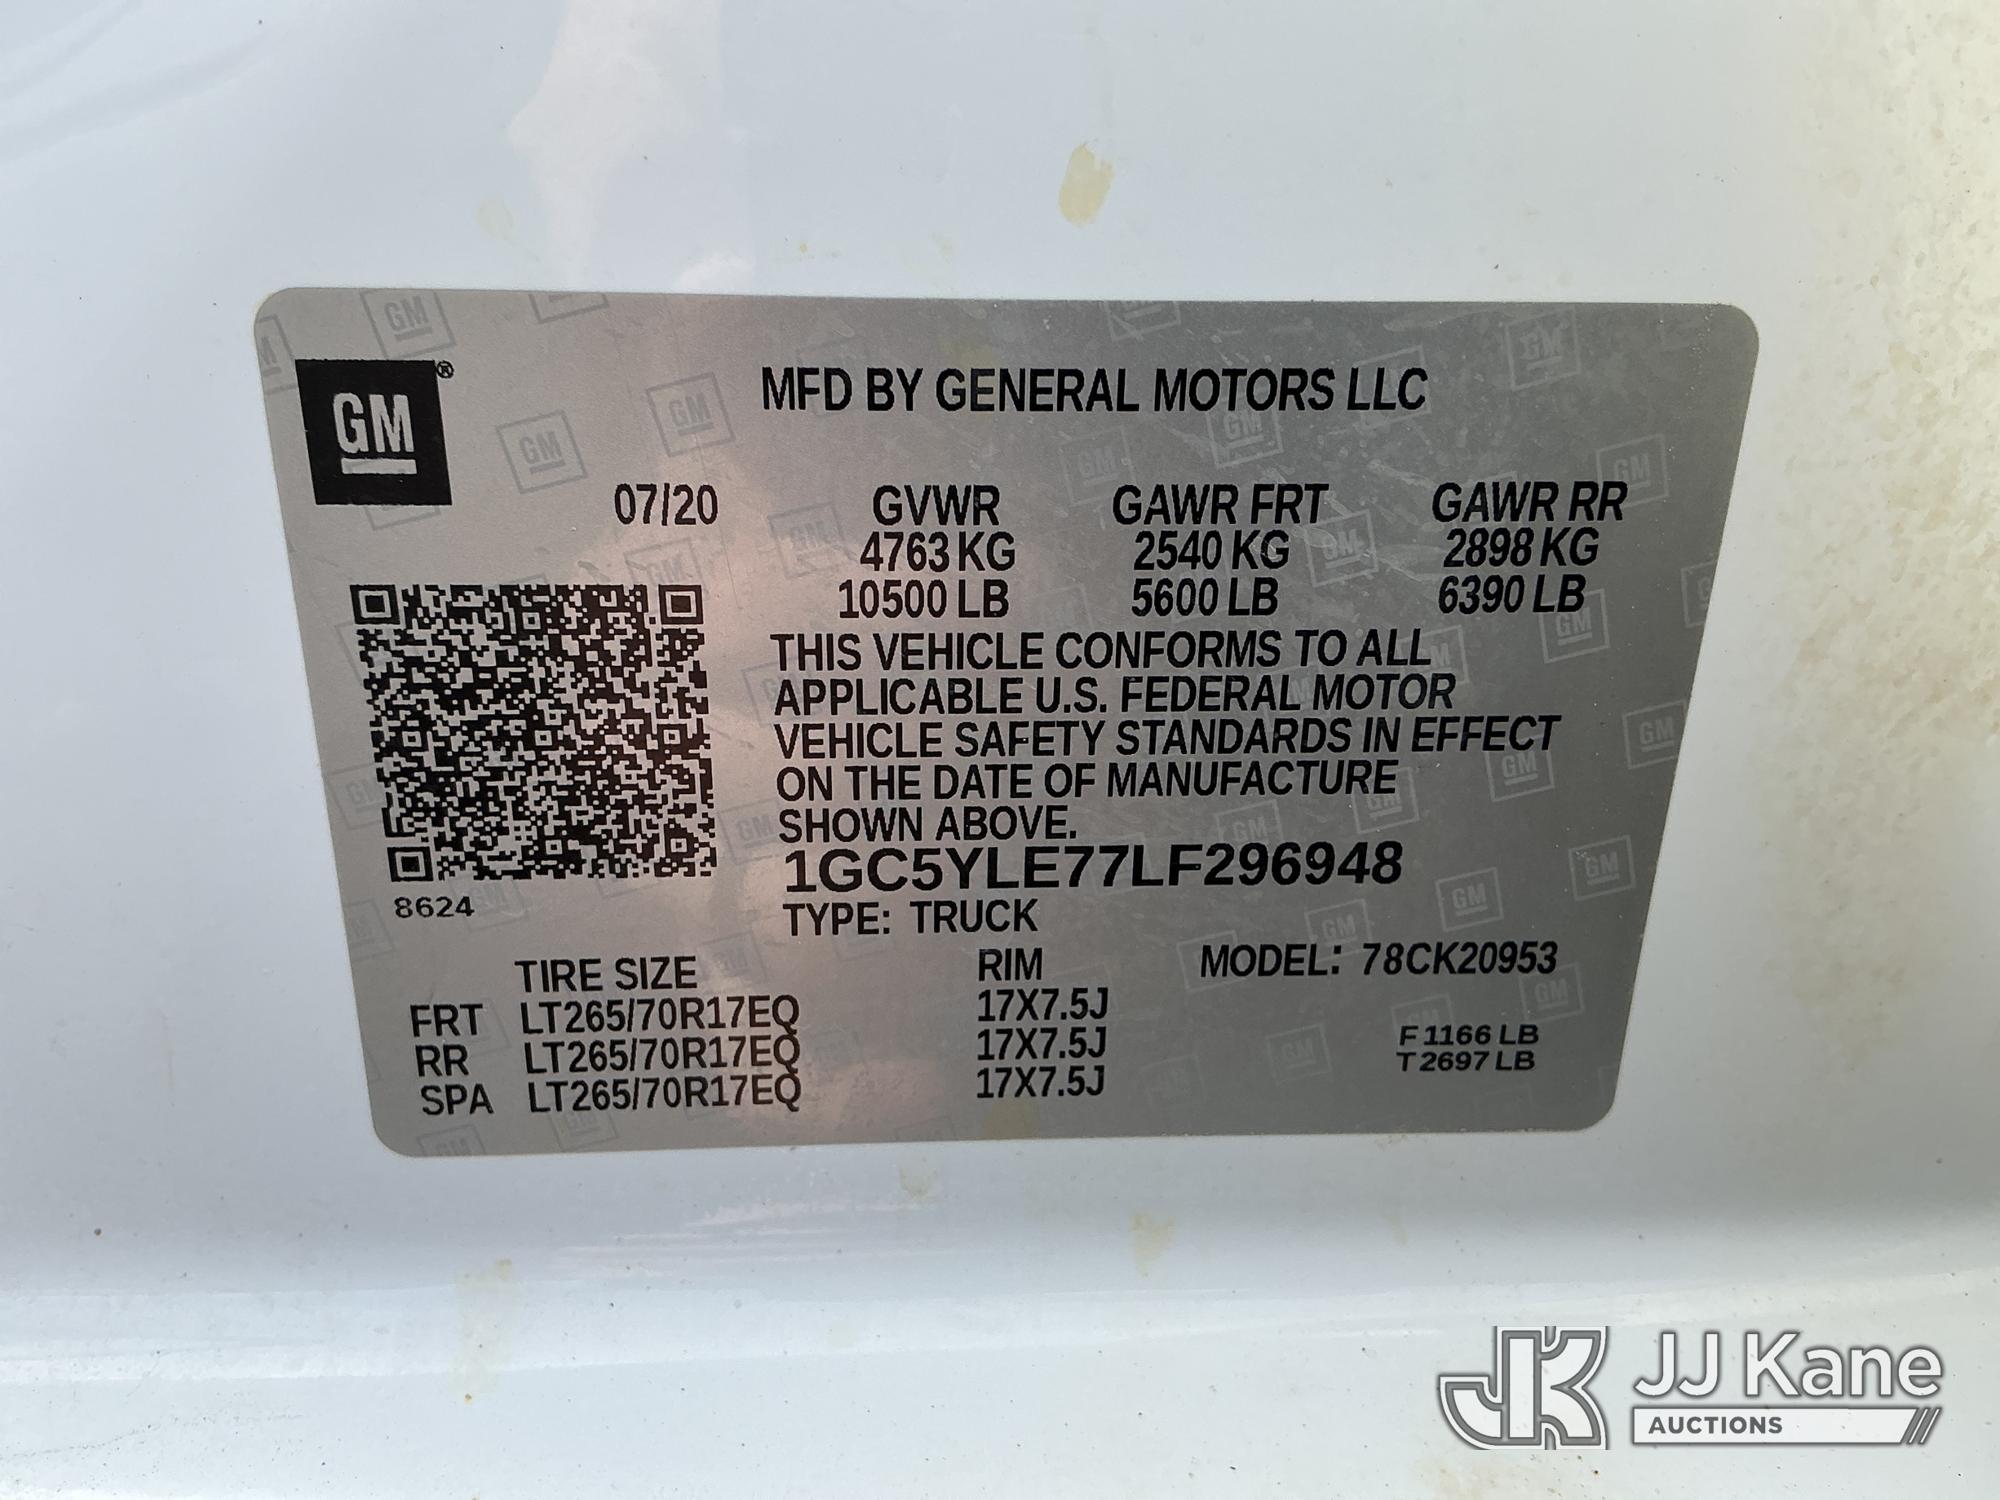 GM®
MFD BY GENERAL MOTORS LLC
07/20 GVWR GAWR FRT GAWR RR
4763 KG 2540 KG 2898 KG
10500 LB 5600 LB 6390 LB
THIS VEHICLE CONFORMS TO ALL
APPLICABLE U.S. FEDERAL MOTOR
VEHICLE SAFETY STANDARDS IN EFFECT
ON THE DATE OF MANUFACTURE
SHOWN ABOVE.
1GC5YLE77LF296948
8624
TYPE: TRUCK
TIRE SIZE RIM MODEL: 78CK20953
FRT LT265/70R17EQ 17X7.5J
RR LT265/70R17EQ 17X7.5J
SPA LT265/70R17EQ 17X7.5J
F 1166 LB
T 2697 LB
JK JJ Kane
AUCTIONS